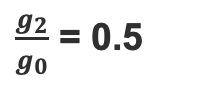 g₂/g₀ = 0.5